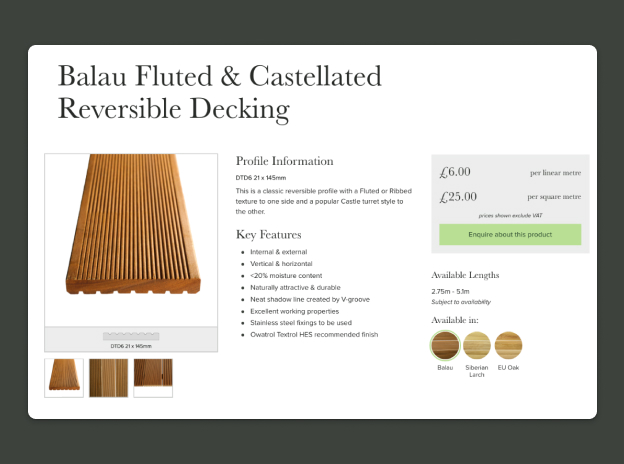 Balau Fluted & Castellated
Reversible Decking
DTD6 21 x 145mm
Profile Information
DTD6 21 x 145mm
This is a classic reversible profile with a Fluted or Ribbed
texture to one side and a popular Castle turret style to
the other.
Key Features
Internal & external
Vertical & horizontal
<20% moisture content
Naturally attractive & durable
Neat shadow line created by V-groove
Excellent working properties
Stainless steel fixings to be used
Owatrol Textrol HES recommended finish
£6.00 per linear metre
£25.00 per square metre
prices shown exclude VAT
Enquire about this product
Available Lengths
2.75m - 5.1m
Subject to availability
Available in:
Balau
Siberian
Larch
EU Oak